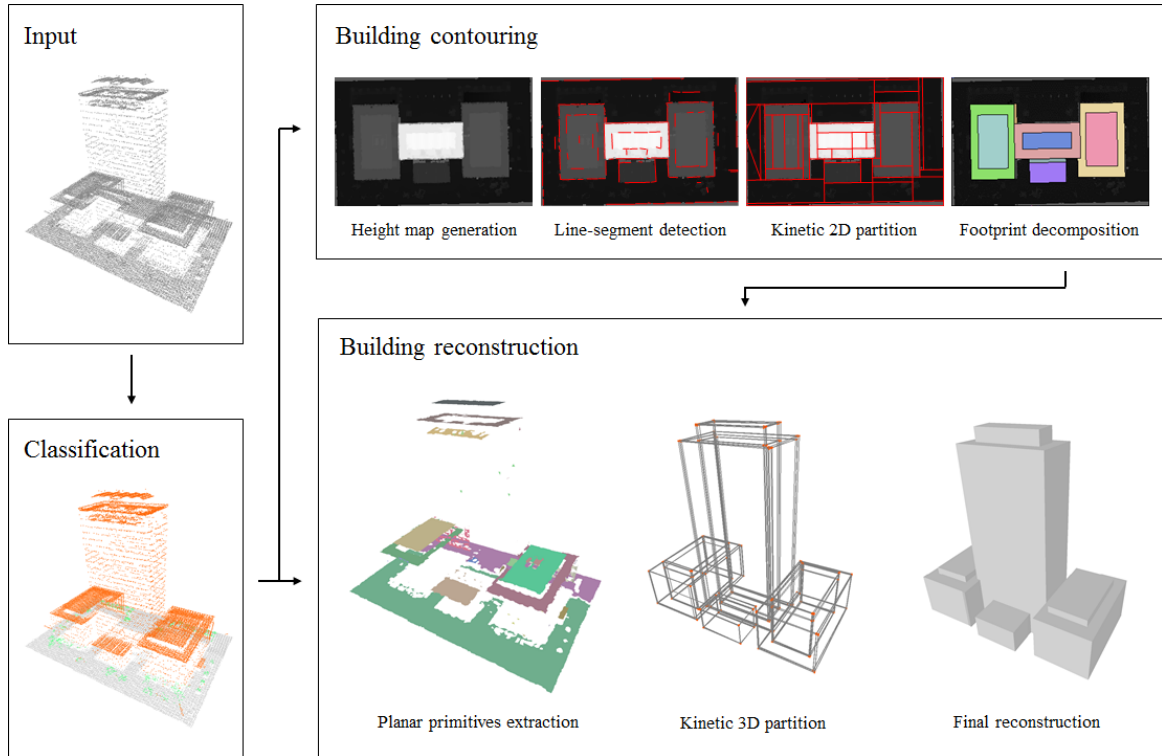 Input
Building contouring
Height map generation
Line-segment detection
Kinetic 2D partition
Footprint decomposition
Classification
Building reconstruction
Planar primitives extraction
Kinetic 3D partition
Final reconstruction